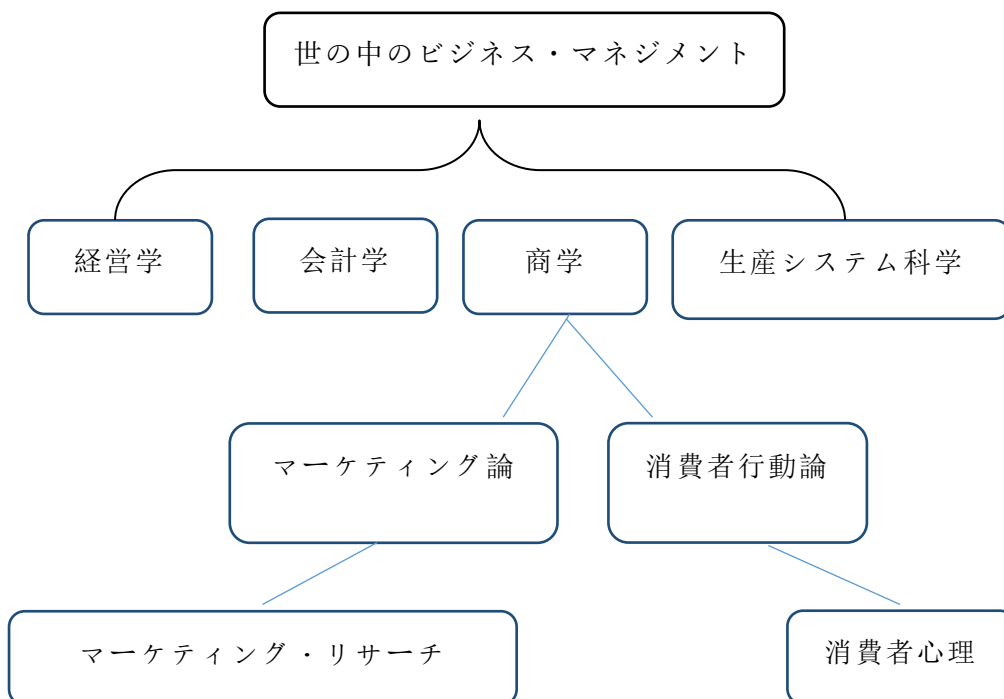 世の中のビジネス・マネジメント
経営学
会計学
商学
生産システム科学
マーケティング論
消費者行動論
マーケティング・リサーチ
消費者心理